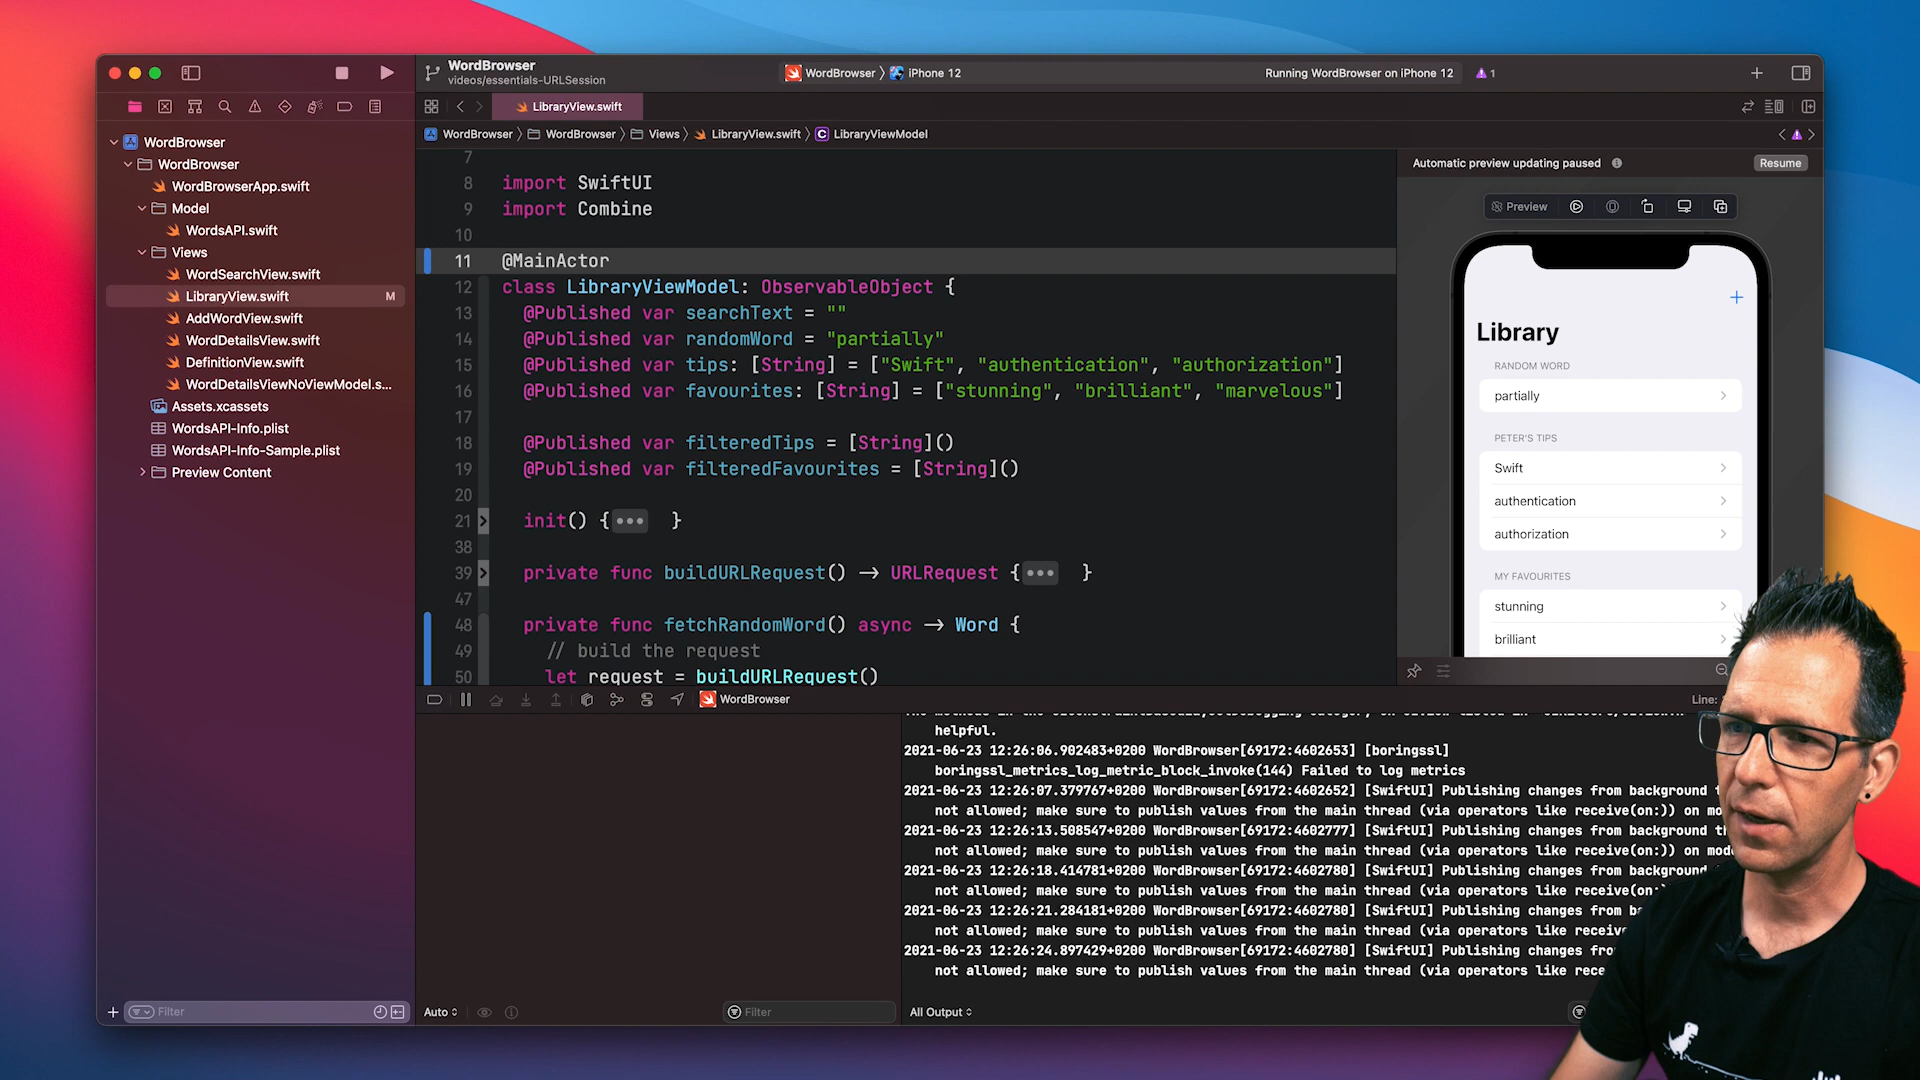 WordBrowser
videos/essentials-URLSession
WordBrowser
iPhone 12
Running WordBrowser on iPhone 12
1
LibraryView.swift
WordBrowser
WordBrowser
Views
LibraryView.swift
C LibraryViewModel
WordBrowser
WordBrowser
WordBrowserApp.swift
Model
WordsAPI.swift
Views
WordSearchView.swift
LibraryView.swift M
AddWordView.swift
WordDetailsView.swift
DefinitionView.swift
WordDetailsViewNoViewModel.s...
Assets.xcassets
WordsAPI-Info.plist
WordsAPI-Info-Sample.plist
Preview Content
Filter
7
8 import SwiftUI
9 import Combine
10
11 @MainActor
12 class LibraryViewModel: ObservableObject {
13 @Published var searchText = ""
14 @Published var randomWord = "partially"
15 @Published var tips: [String] = ["Swift", "authentication", "authorization"]
16 @Published var favourites: [String] = ["stunning", "brilliant", "marvelous"]
17
18 @Published var filteredTips = [String]()
19 @Published var filteredFavourites = [String]()
20
21 init() {••• }
38
39 private func buildURLRequest() → URLRequest {••• }
47
48 private func fetchRandomWord() async → Word {
49 // build the request
50 let request = buildURLRequest()
Automatic preview updating paused
Resume
Preview
Library
RANDOM WORD
partially
PETER'S TIPS
Swift
authentication
authorization
MY FAVOURITES
stunning
brilliant
WordBrowser
Line:
helpful.
2021-06-23 12:26:06.902483+0200 WordBrowser[69172:4602653] [boringssl]
boringssl_metrics_log_metric_block_invoke(144) Failed to log metrics
2021-06-23 12:26:07.379767+0200 WordBrowser[69172:4602652] [SwiftUI] Publishing changes from background
not allowed; make sure to publish values from the main thread (via operators like receive(on:)) on
2021-06-23 12:26:13.508547+0200 WordBrowser[69172:4602777] [SwiftUI] Publishing changes from background
not allowed; make sure to publish values from the main thread (via operators like receive(on:)) on
2021-06-23 12:26:18.414781+0200 WordBrowser[69172:4602780] [SwiftUI] Publishing changes from
not allowed; make sure to publish values from the main thread (via operators like receive(on:)
2021-06-23 12:26:21.284181+0200 WordBrowser[69172:4602780] [SwiftUI] Publishing changes from
not allowed; make sure to publish values from the main thread (via operators like
2021-06-23 12:26:24.897429+0200 WordBrowser[69172:4602780] [SwiftUI] Publishing changes
not allowed; make sure to publish values from the main thread (via operators like
Auto
Filter
All Output